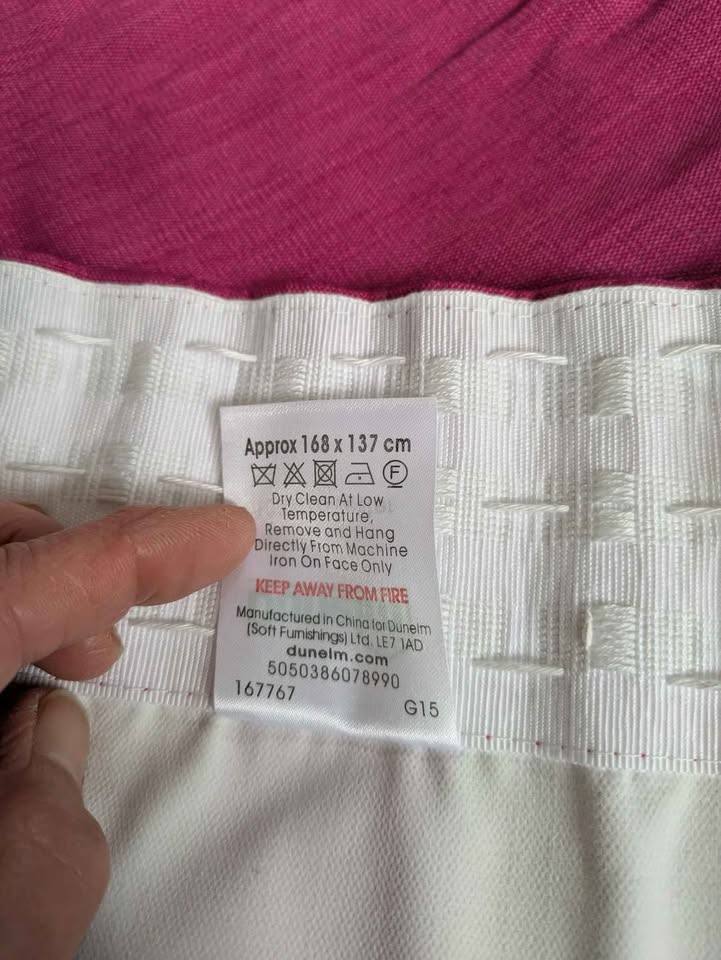 Approx 168 x 137 cm
F
Dry Clean At Low
Temperature,
Remove and Hang
Directly From Machine
Iron On Face Only
KEEP AWAY FROM FIRE
Manufactured in China for Dunelm
(Soft Furnishings) Ltd. LE7 1AD
dunelm.com
5050386078990
167767
G15